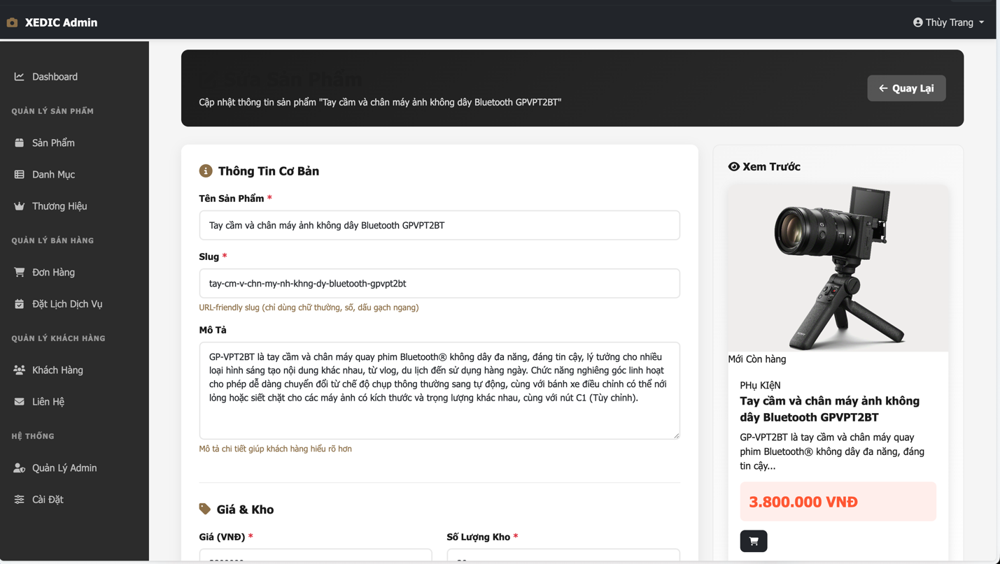 XEDIC Admin
Thùy Trang
Dashboard
QUẢN LÝ SẢN PHẨM
Sản Phẩm
Danh Mục
Thương Hiệu
QUẢN LÝ BÁN HÀNG
Đơn Hàng
Đặt Lịch Dịch Vụ
QUẢN LÝ KHÁCH HÀNG
Khách Hàng
Liên Hệ
HỆ THỐNG
Quản Lý Admin
Cài Đặt
Sửa Sản Phẩm
Cập nhật thông tin sản phẩm "Tay cầm và chân máy ảnh không dây Bluetooth GPVPT2BT"
Quay Lại
Thông Tin Cơ Bản
Tên Sản Phẩm *
Tay cầm và chân máy ảnh không dây Bluetooth GPVPT2BT
Slug *
tay-cm-v-chn-my-nh-khng-dy-bluetooth-gpvpt2bt
URL-friendly slug (chỉ dùng chữ thường, số, dấu gạch ngang)
Mô Tả
GP-VPT2BT là tay cầm và chân máy quay phim Bluetooth® không dây đa năng, đáng tin cậy, lý tưởng cho nhiều
loại hình sáng tạo nội dung khác nhau, từ vlog, du lịch đến sử dụng hàng ngày. Chức năng nghiêng góc linh hoạt
cho phép dễ dàng chuyển đổi từ chế độ chụp thông thường sang tự động, cùng với bánh xe điều chỉnh có thể nới
lỏng hoặc siết chặt cho các máy ảnh có kích thước và trọng lượng khác nhau, cùng với nút C1 (Tùy chỉnh).
Mô tả chi tiết giúp khách hàng hiểu rõ hơn
Giá & Kho
Giá (VNĐ) *
Số Lượng Kho *
Xem Trước
SONY
Mới Còn hàng
PHụ KIệN
Tay cầm và chân máy ảnh không
dây Bluetooth GPVPT2BT
GP-VPT2BT là tay cầm và chân máy quay
phim Bluetooth® không dây đa năng, đáng
tin cậy...
3.800.000 VNĐ